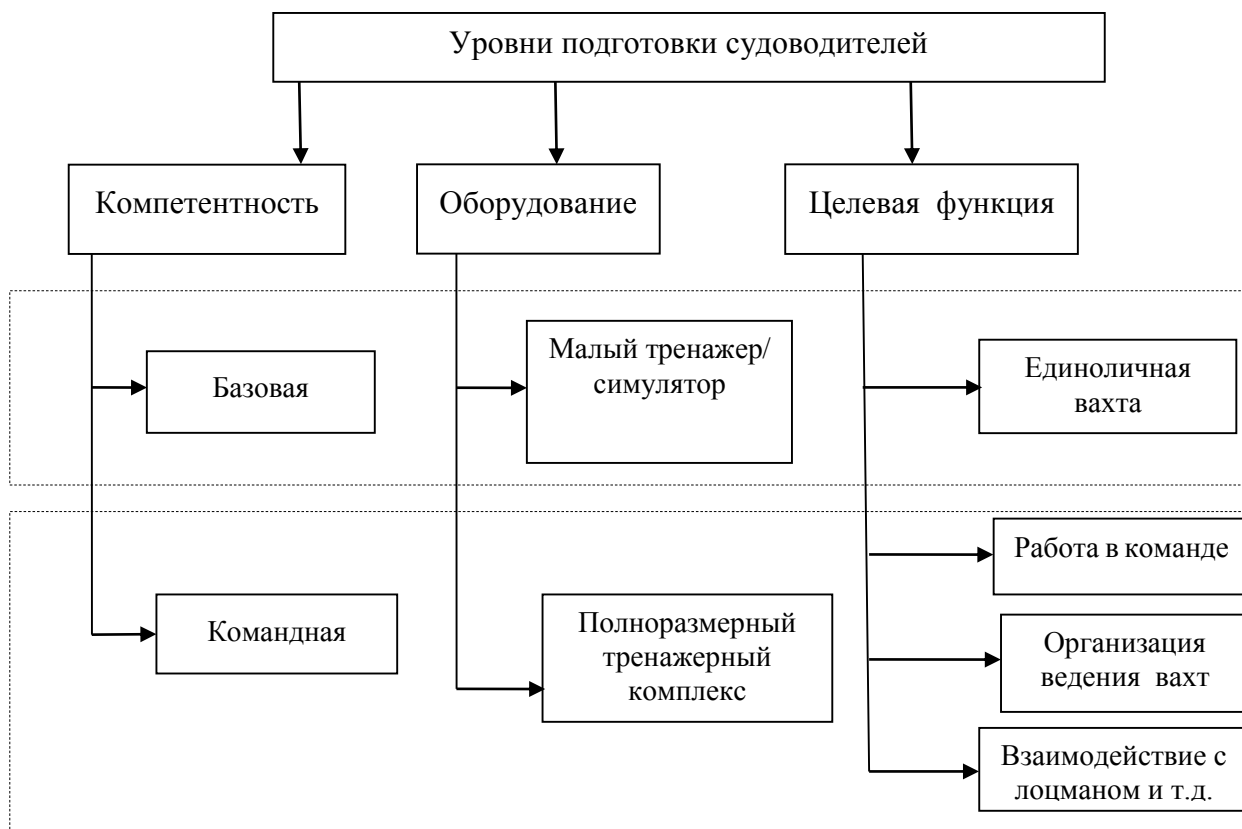 Уровни подготовки судоводителей
Компетентность
Оборудование
Целевая функция
Базовая
Малый тренажер/
симулятор
Единоличная
вахта
Работа в команде
Командная
Полноразмерный
тренажерный
комплекс
Организация
ведения вахт
Взаимодействие с
лоцманом и т.д.